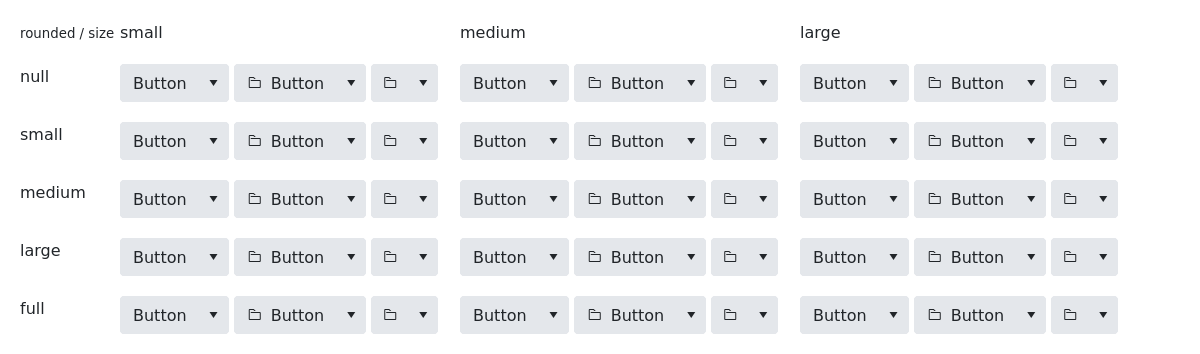 rounded / size small medium large
null Button Button Button Button Button Button
small Button Button Button Button Button Button
medium Button Button Button Button Button Button
large Button Button Button Button Button Button
full Button Button Button Button Button Button